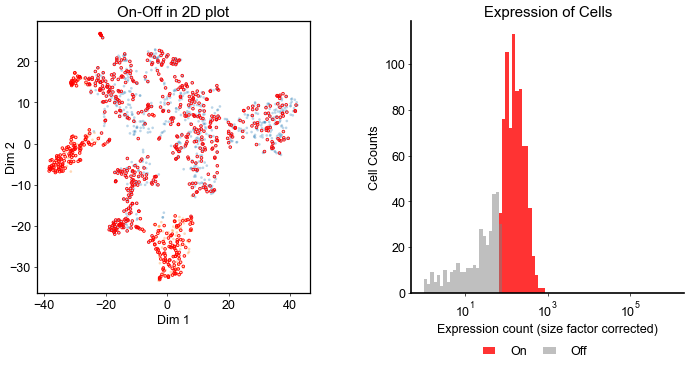 On-Off in 2D plot
Dim 2
20
10
0
−10
−20
−30
−40
−20
0
20
40
Dim 1
Expression of Cells
Cell Counts
100
80
60
40
20
0
10^1
10^3
10^5
Expression count (size factor corrected)
On
Off